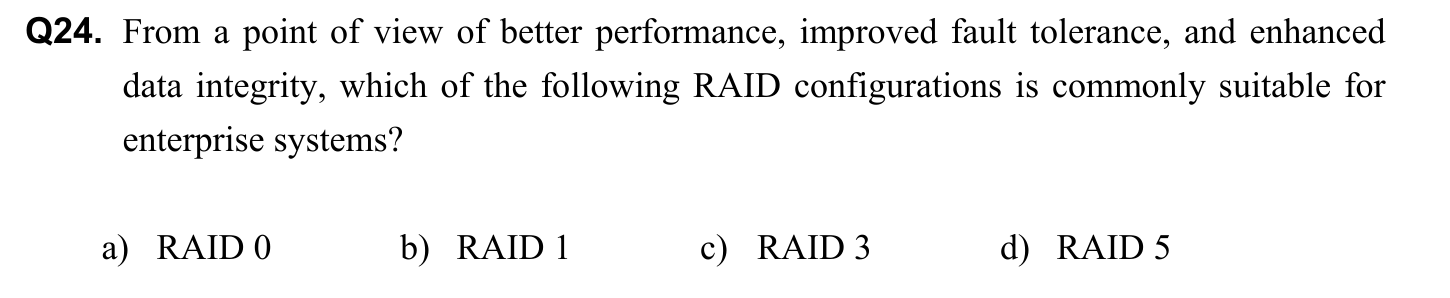 Q24. From a point of view of better performance, improved fault tolerance, and enhanced
data integrity, which of the following RAID configurations is commonly suitable for
enterprise systems?
a) RAID 0 b) RAID 1 c) RAID 3 d) RAID 5